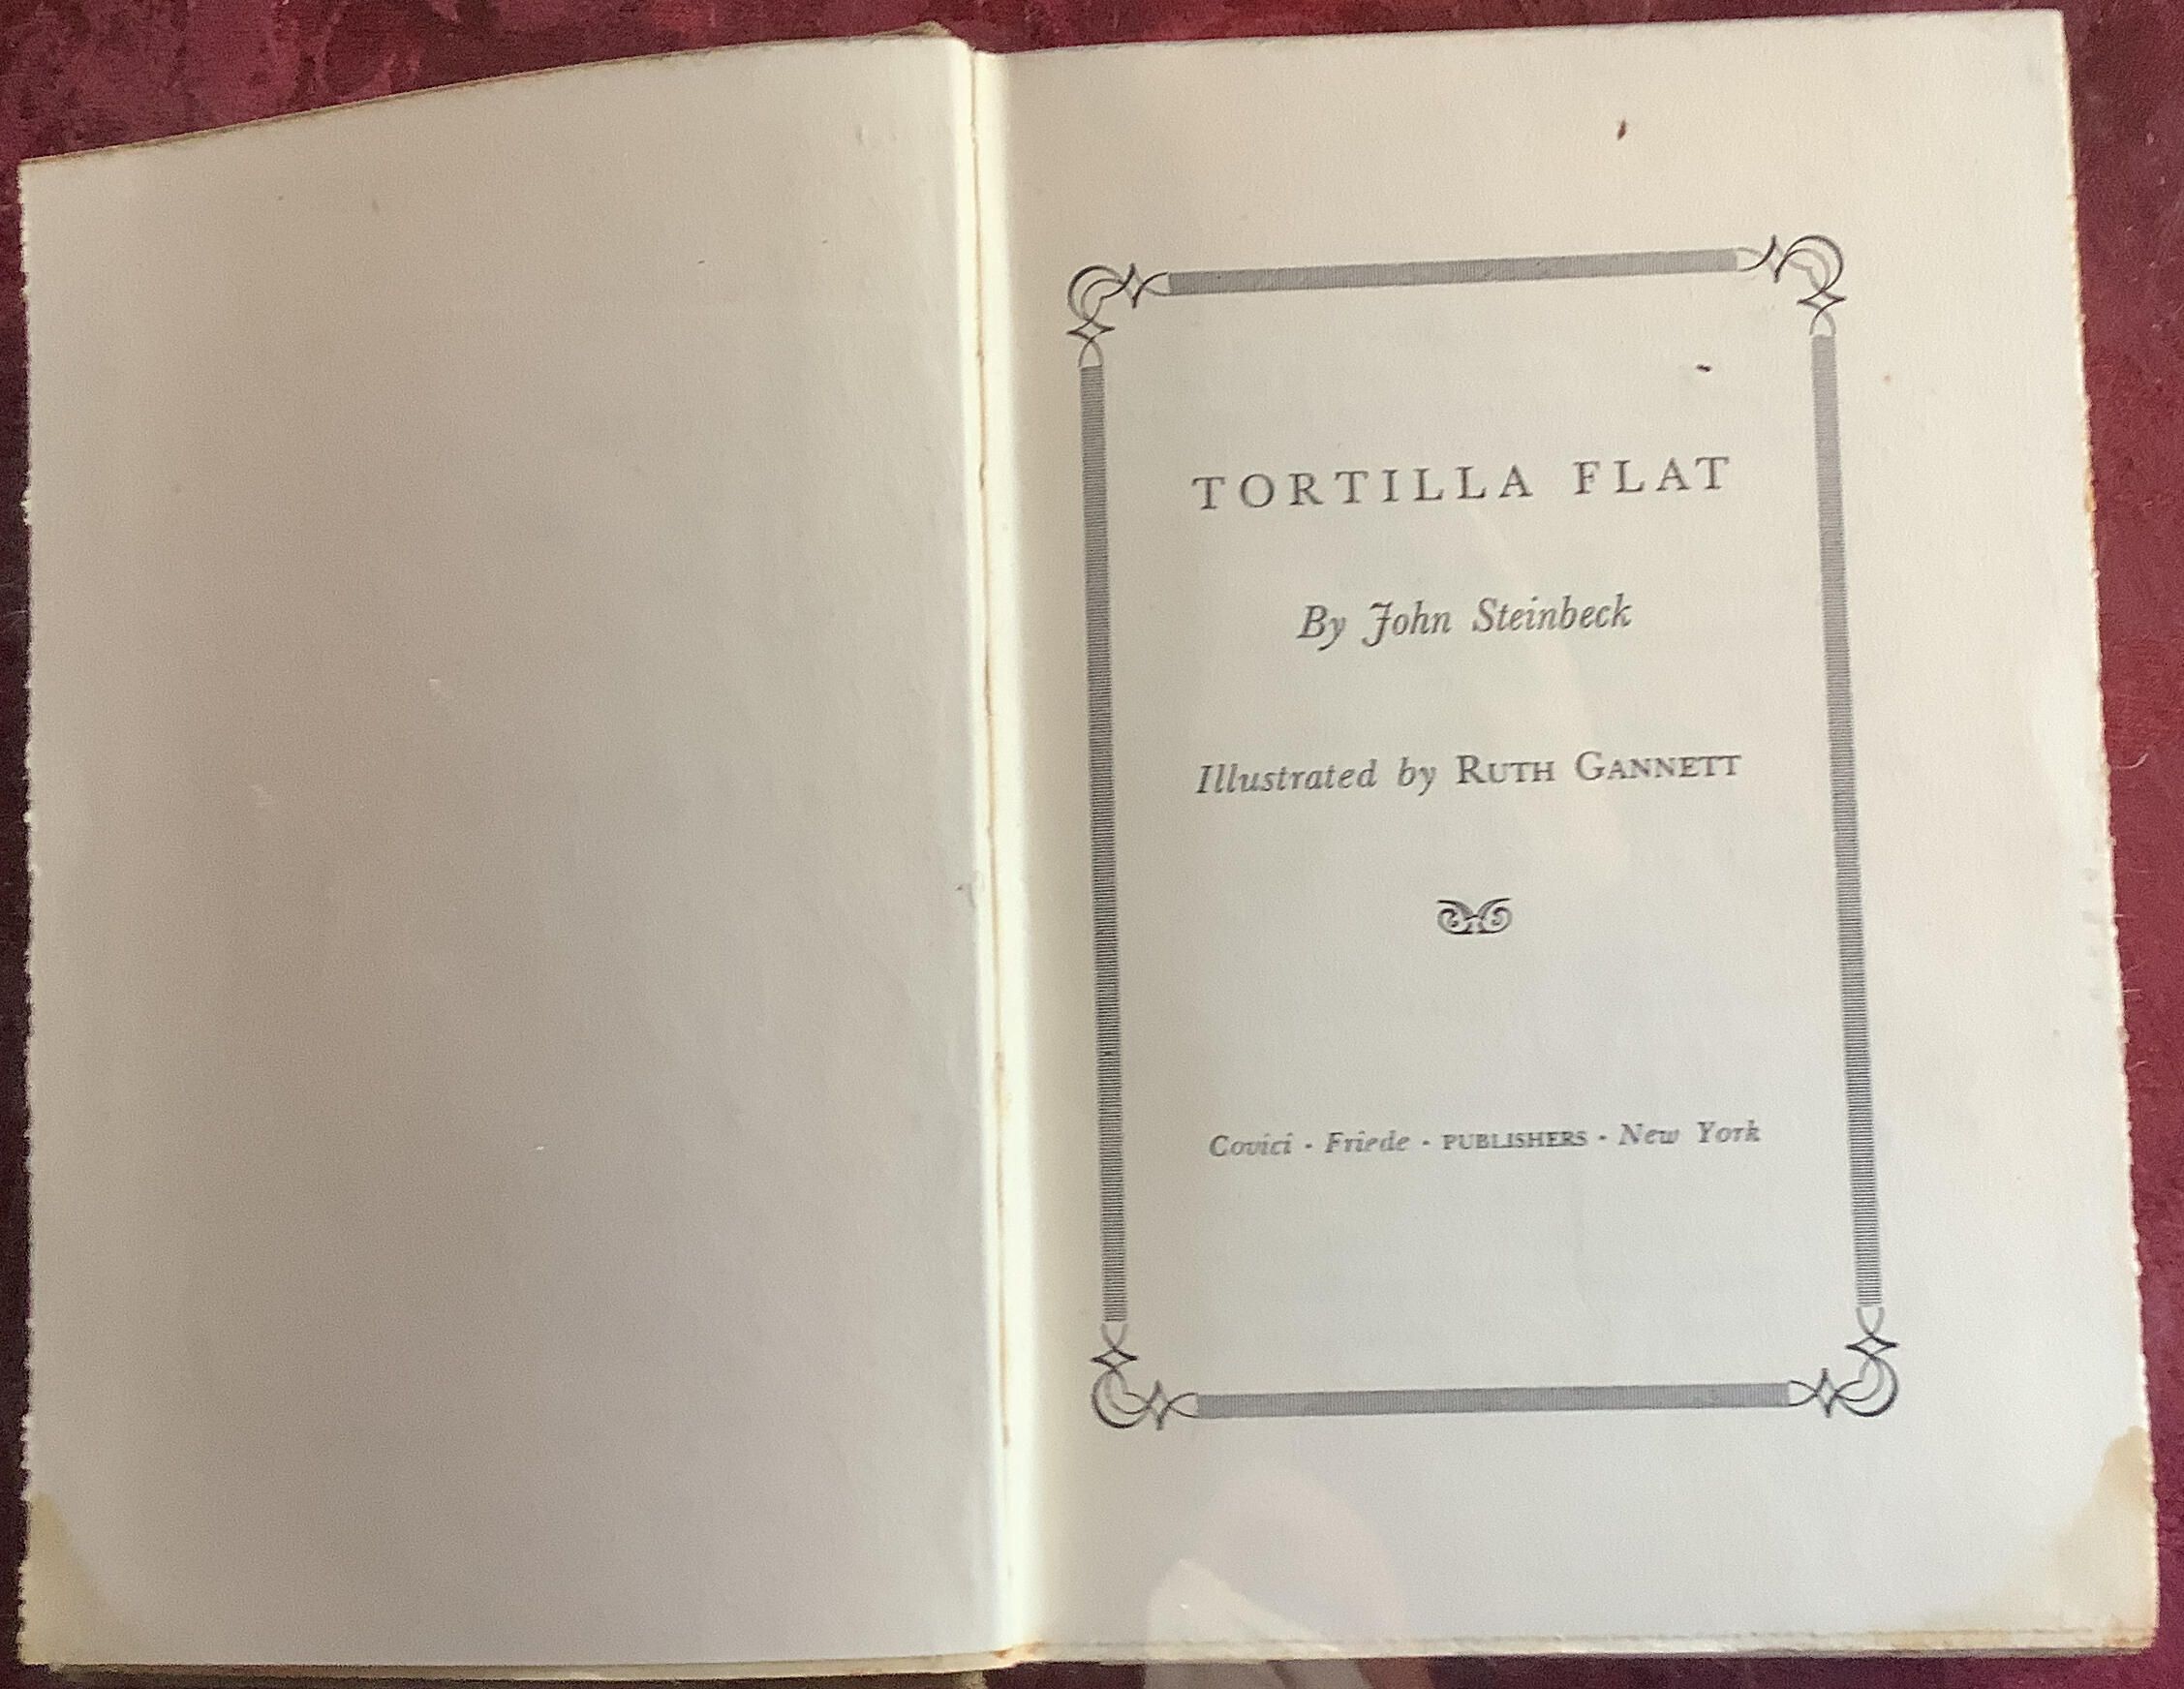 TORTILLA FLAT
By John Steinbeck
Illustrated by RUTH GANNETT
Covici · Friede · PUBLISHERS · New York